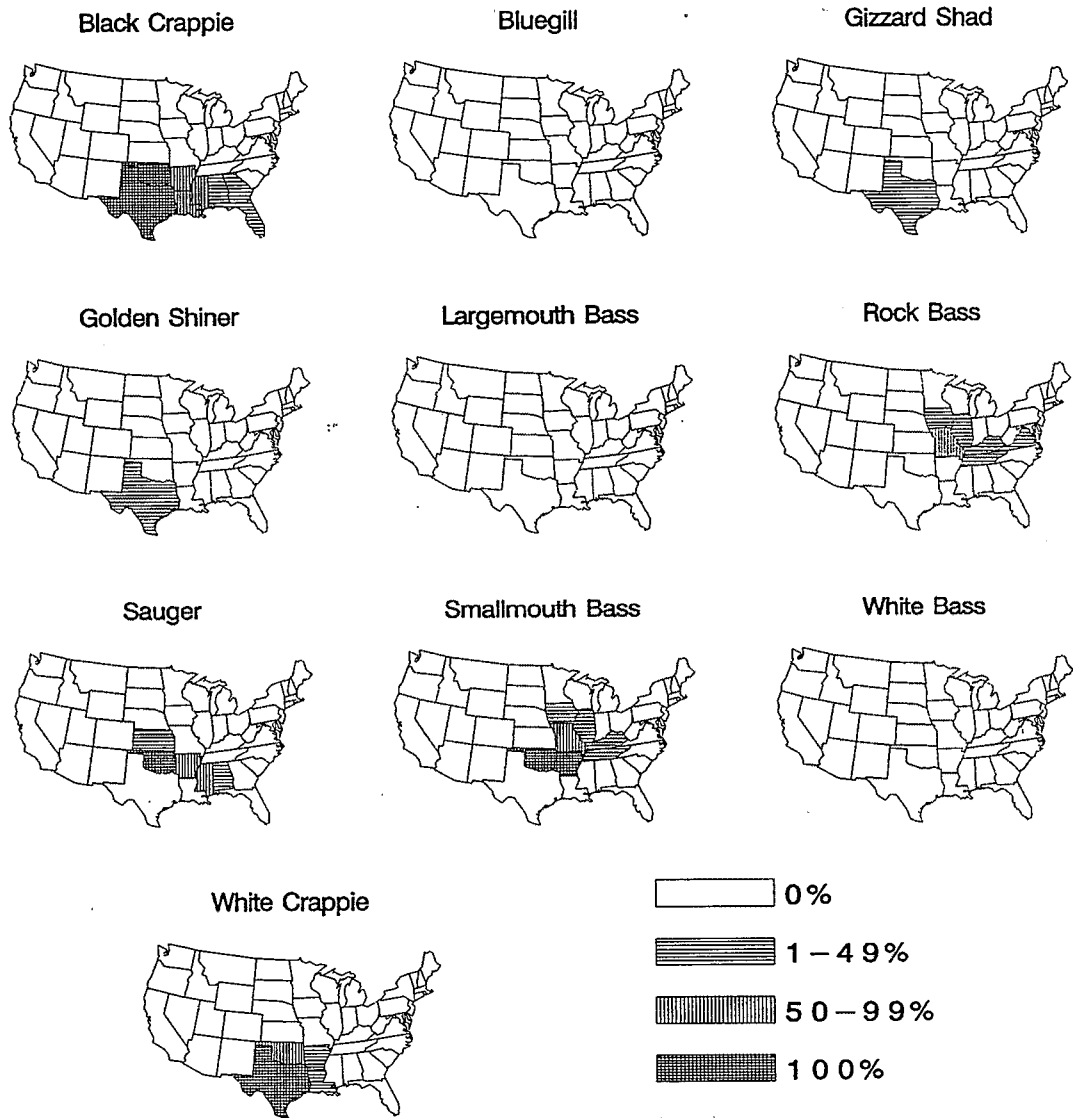 Black Crappie
Bluegill
Gizzard Shad
Golden Shiner
Largemouth Bass
Rock Bass
Sauger
Smallmouth Bass
White Bass
White Crappie
0%
1-49%
50-99%
100%